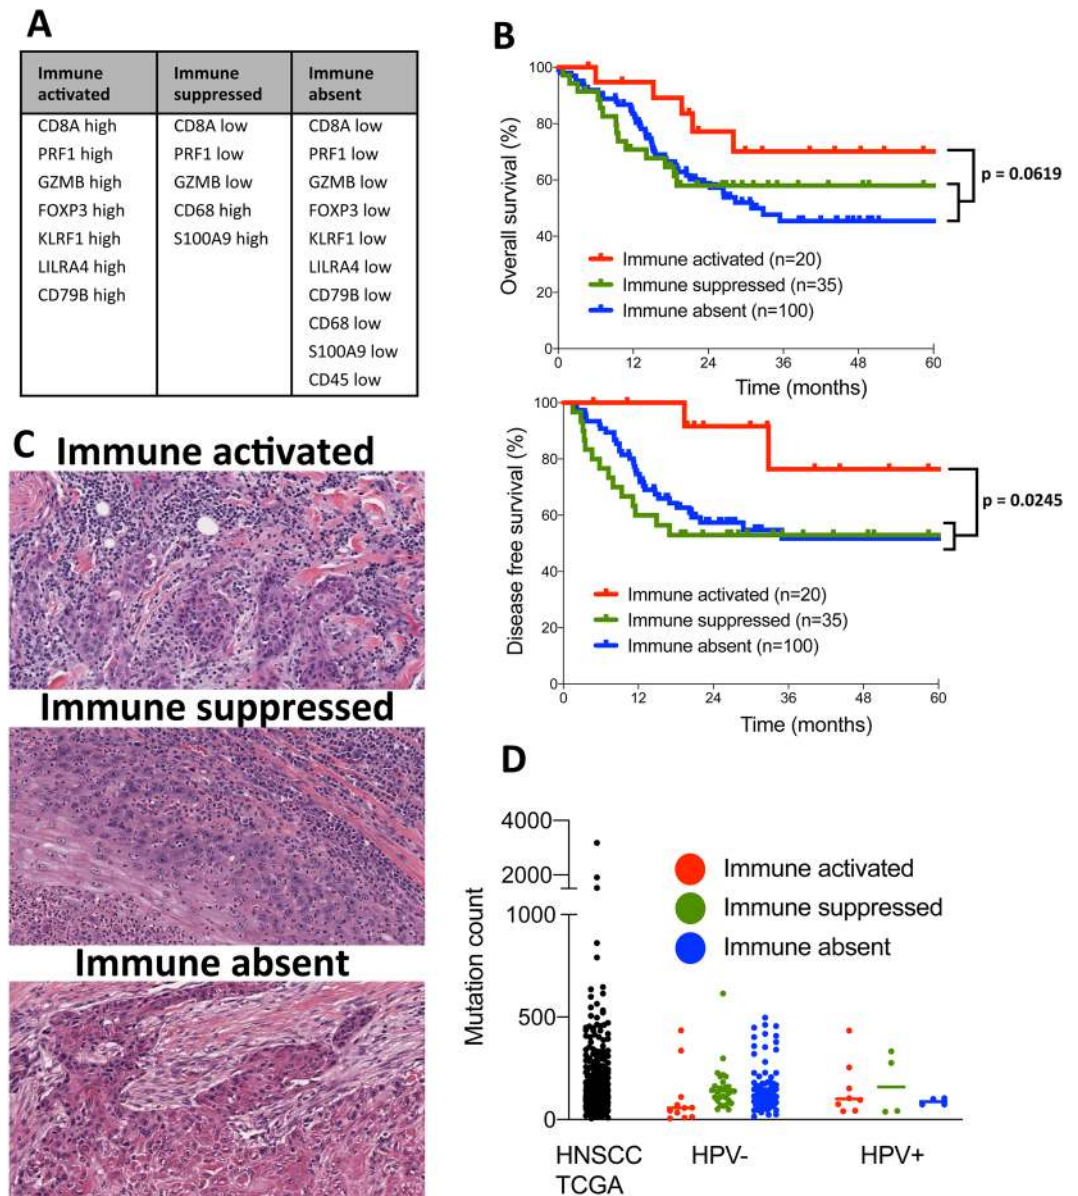 A
Immune activated
Immune suppressed
Immune absent
CD8A high
CD8A low
CD8A low
PRF1 high
PRF1 low
PRF1 low
GZMB high
GZMB low
GZMB low
FOXP3 high
CD68 high
FOXP3 low
KLRF1 high
S100A9 high
KLRF1 low
LILRA4 high
LILRA4 low
CD79B high
CD79B low
CD68 low
S100A9 low
CD45 low
B
Overall survival (%)
100
80
60
40
20
0
Immune activated (n=20)
Immune suppressed (n=35)
Immune absent (n=100)
p = 0.0619
0 12 24 36 48 60
Time (months)
Disease free survival (%)
100
80
60
40
20
0
Immune activated (n=20)
Immune suppressed (n=35)
Immune absent (n=100)
p = 0.0245
0 12 24 36 48 60
Time (months)
C
Immune activated
Immune suppressed
Immune absent
D
Mutation count
4000
2000
1000
500
0
Immune activated
Immune suppressed
Immune absent
HNSCC TCGA
HPV-
HPV+